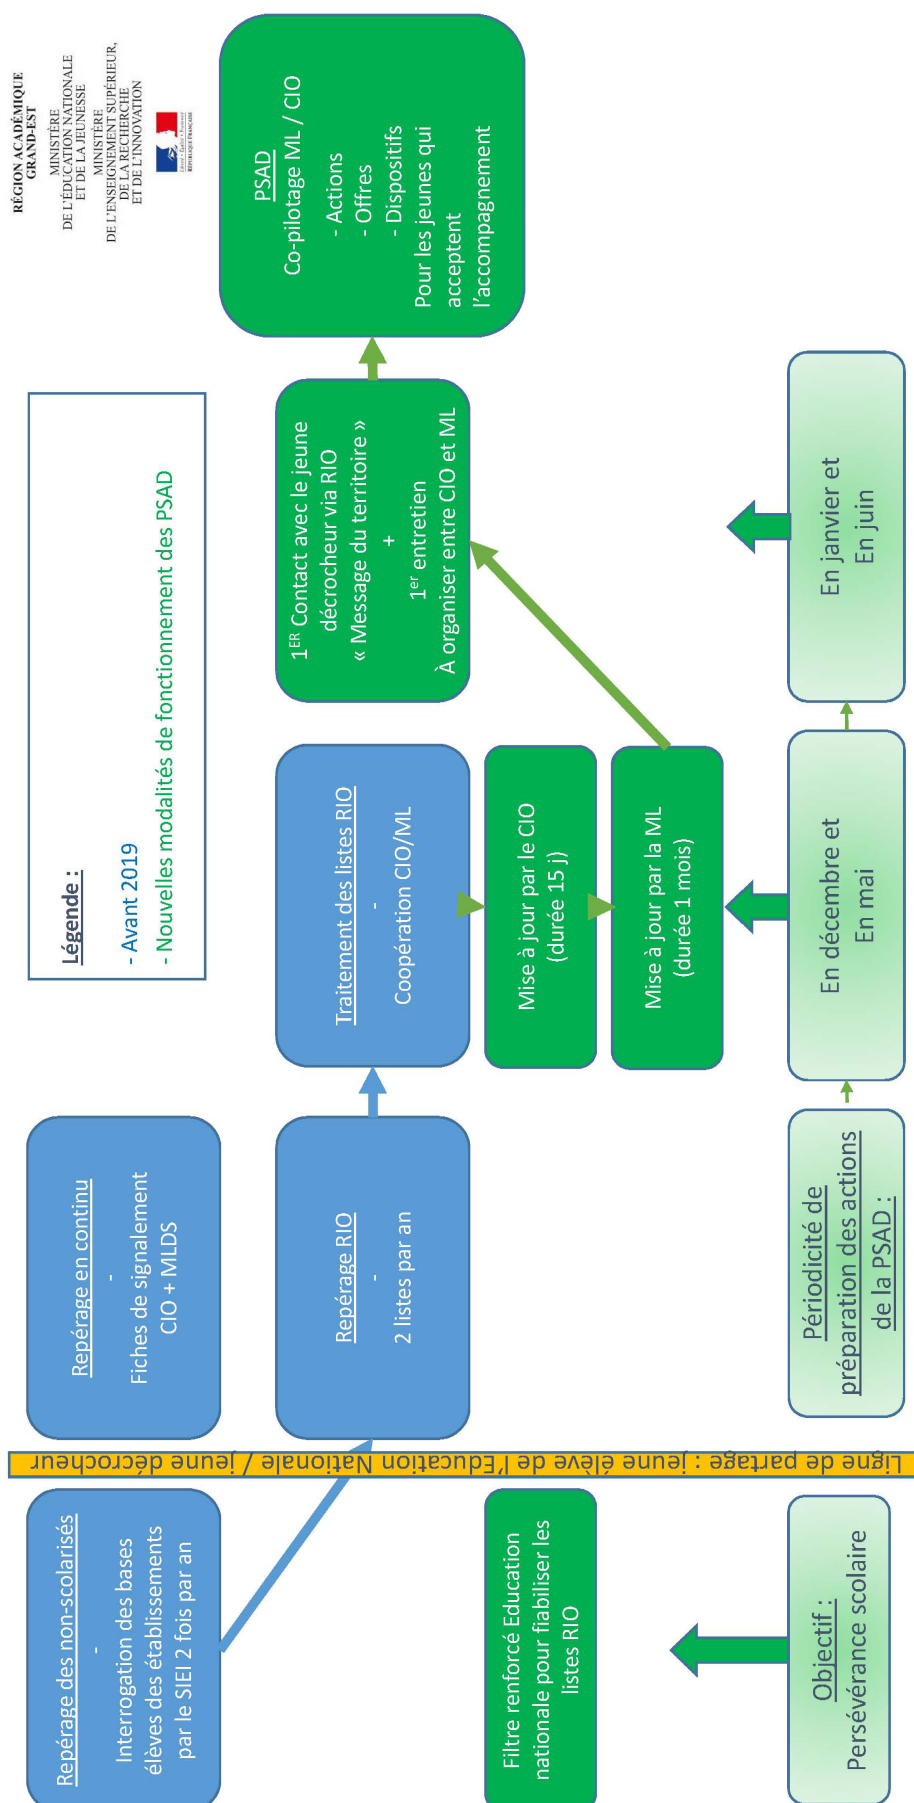 RÉGION ACADÉMIQUE
GRAND-EST
MINISTÈRE
DE L'ÉDUCATION NATIONALE
ET DE LA JEUNESSE
MINISTÈRE
DE L'ENSEIGNEMENT SUPÉRIEUR,
DE LA RECHERCHE
ET DE L'INNOVATION
Liberté • Égalité • Fraternité
RÉPUBLIQUE FRANÇAISE
Légende :
- Avant 2019
- Nouvelles modalités de fonctionnement des PSAD
Repérage des non-scolarisés
-
Interrogation des bases
élèves des établissements
par le SIEI 2 fois par an
Ligne de partage : jeune élève de l'Education Nationale / jeune décrocheur
Repérage en continu
-
Fiches de signalement
CIO + MLDS
Repérage RIO
-
2 listes par an
Traitement des listes RIO
-
Coopération CIO/ML
Mise à jour par le CIO
(durée 15 j)
Mise à jour par la ML
(durée 1 mois)
1ER Contact avec le jeune
décrocheur via RIO
« Message du territoire »
+
1er entretien
À organiser entre CIO et ML
PSAD
Co-pilotage ML / CIO
- Actions
- Offres
- Dispositifs
Pour les jeunes qui
acceptent
l'accompagnement
Filtre renforcé Education
nationale pour fiabiliser les
listes RIO
Objectif :
Persévérance scolaire
Périodicité de
préparation des actions
de la PSAD :
En décembre et
En mai
En janvier et
En juin